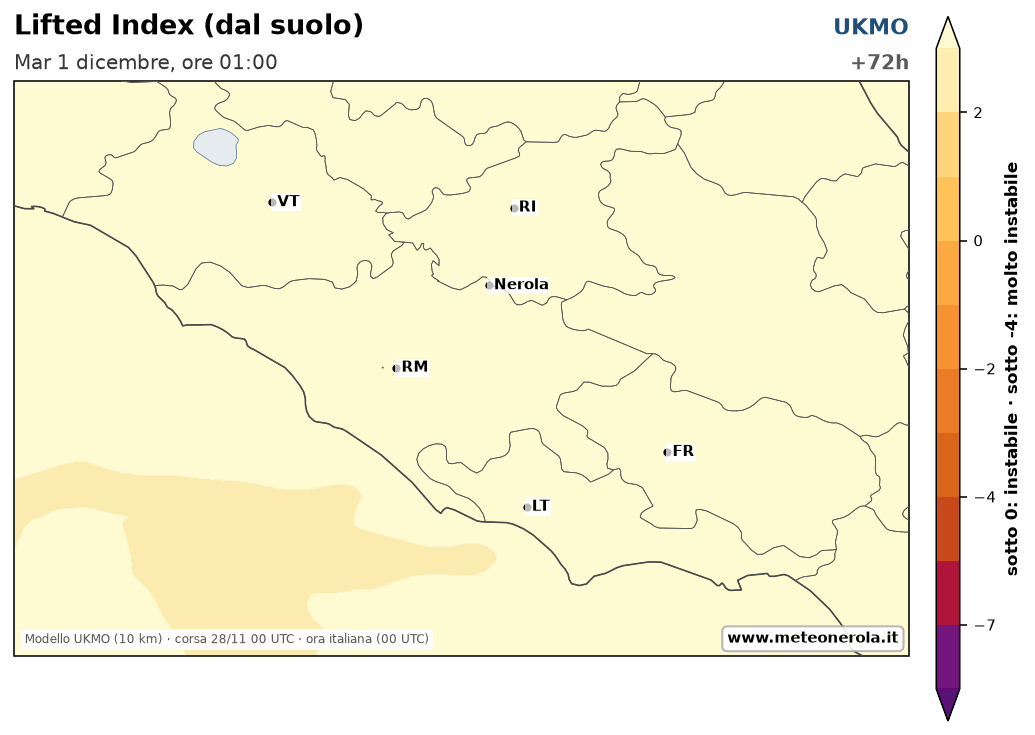 Lifted Index (dal suolo)
UKMO
Mar 1 dicembre, ore 01:00
+72h
VT
RI
Nerola
RM
FR
LT
Modello UKMO (10 km) · corsa 28/11 00 UTC · ora italiana (00 UTC)
www.meteonerola.it
2
0
−2
−4
−7
sotto 0: instabile · sotto -4: molto instabile